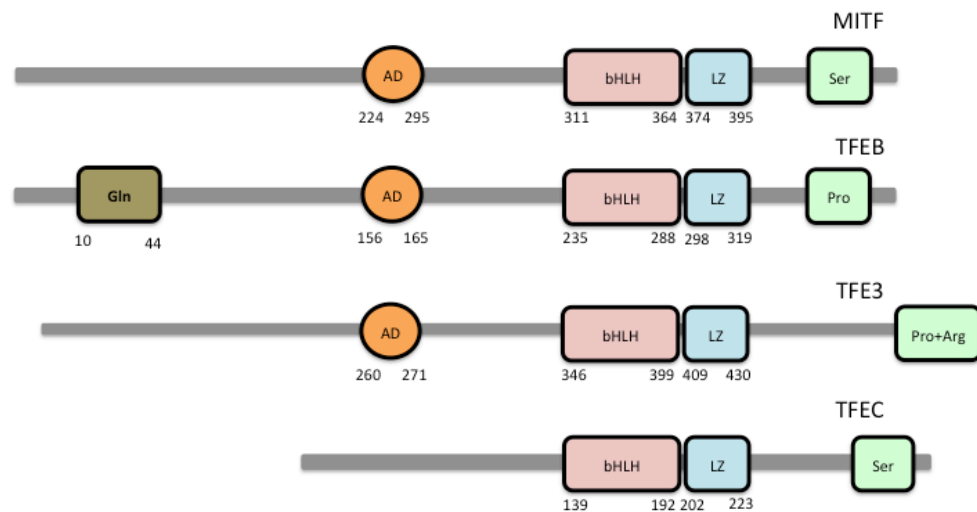 MITF
AD bHLH LZ Ser
224 295 311 364 374 395
TFEB
Gln AD bHLH LZ Pro
10 44 156 165 235 288 298 319
TFE3
AD bHLH LZ Pro+Arg
260 271 346 399 409 430
TFEC
bHLH LZ Ser
139 192 202 223